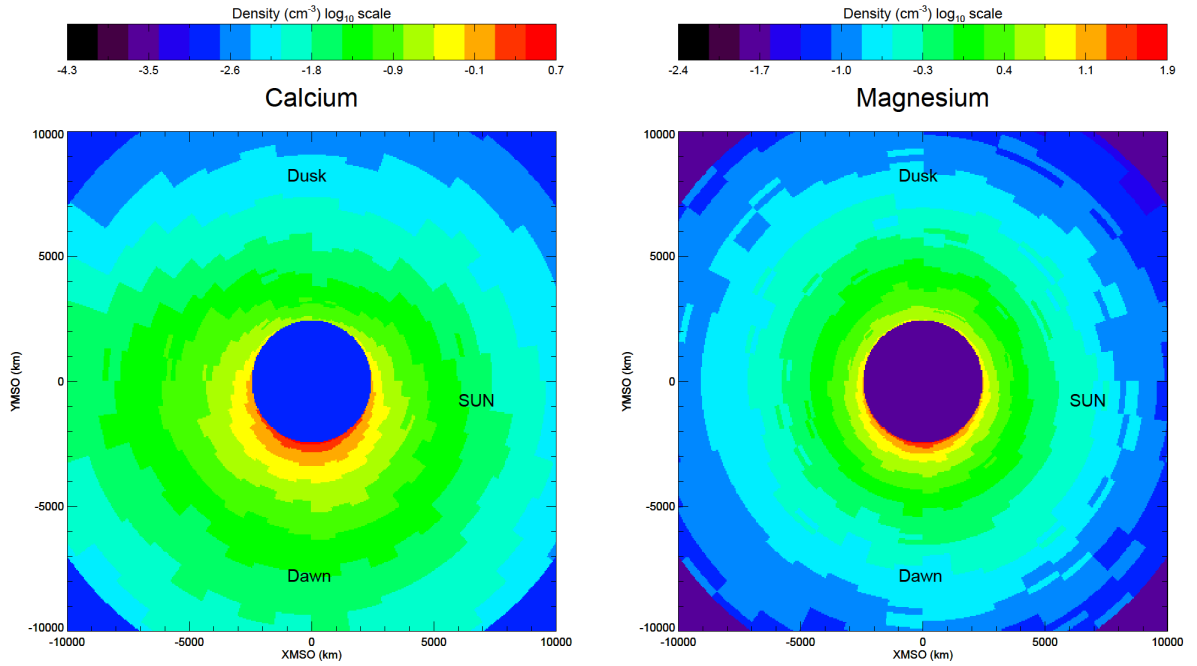 Density (cm⁻³) log₁₀ scale
-4.3 -3.5 -2.6 -1.8 -0.9 -0.1 0.7
Calcium
10000
Dusk
5000
YMSO (km)
0
SUN
-5000
Dawn
-10000
-10000 -5000 0 5000 10000
XMSO (km)
Density (cm⁻³) log₁₀ scale
-2.4 -1.7 -1.0 -0.3 0.4 1.1 1.9
Magnesium
10000
Dusk
5000
YMSO (km)
0
SUN
-5000
Dawn
-10000
-10000 -5000 0 5000 10000
XMSO (km)